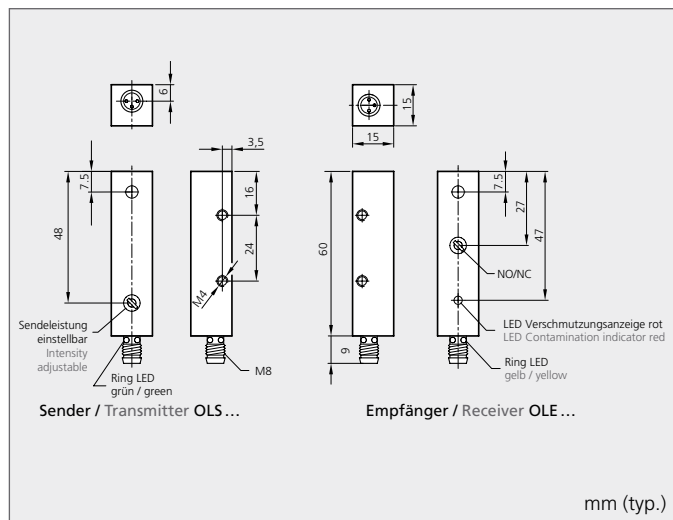 6
15
15
3,5
7.5
48
16
24
M4
60
9
7.5
27
47
NO/NC
Sendeleistung
einstellbar
Intensity
adjustable
Ring LED
grün / green
M8
LED Verschmutzungsanzeige rot
LED Contamination indicator red
Ring LED
gelb / yellow
Sender / Transmitter OLS...
Empfänger / Receiver OLE...
mm (typ.)